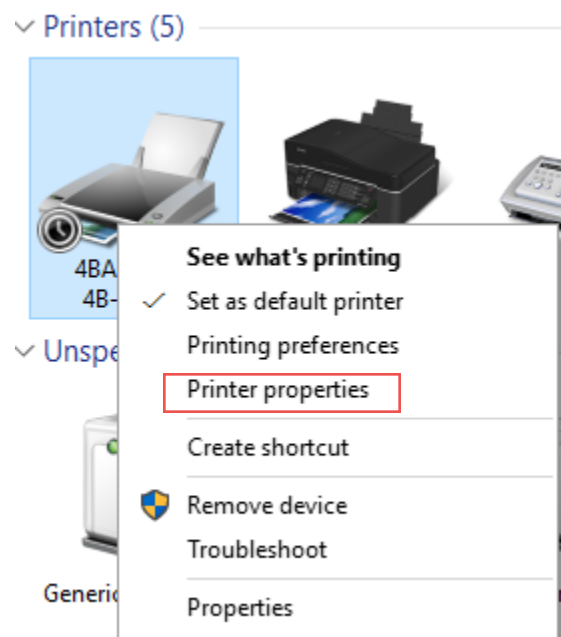 Printers (5)
4BA
4B-
See what's printing
Set as default printer
Printing preferences
Printer properties
Unspe
Create shortcut
Remove device
Troubleshoot
Generic
Properties